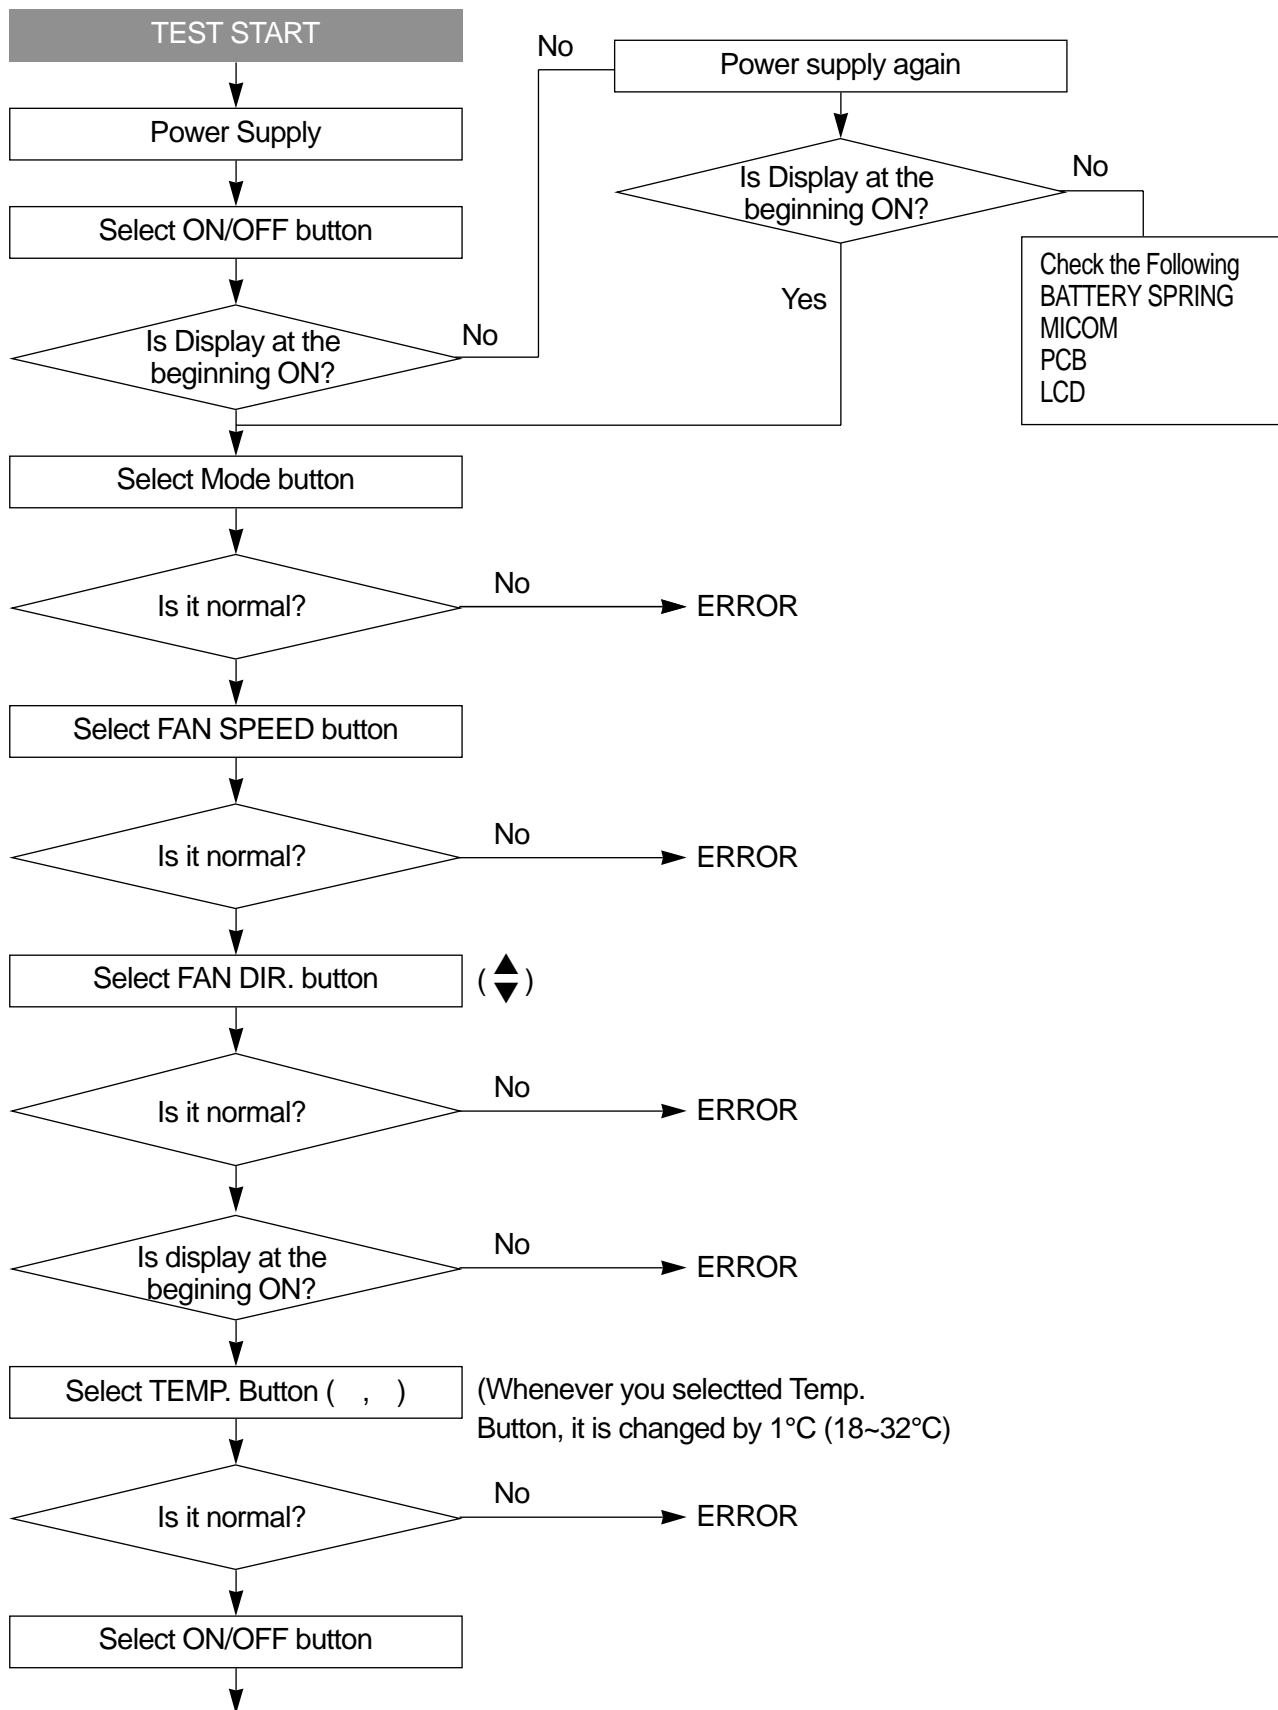 TEST START
Power Supply
Select ON/OFF button
Is Display at the
beginning ON?
No
No
Power supply again
Is Display at the
beginning ON?
No
Yes
Check the Following
BATTERY SPRING
MICOM
PCB
LCD
Select Mode button
Is it normal?
No
ERROR
Select FAN SPEED button
Is it normal?
No
ERROR
Select FAN DIR. button
( ▲▼ )
Is it normal?
No
ERROR
Is display at the
begining ON?
No
ERROR
Select TEMP. Button (   ,   )
(Whenever you selectted Temp.
Button, it is changed by 1°C (18~32°C)
Is it normal?
No
ERROR
Select ON/OFF button